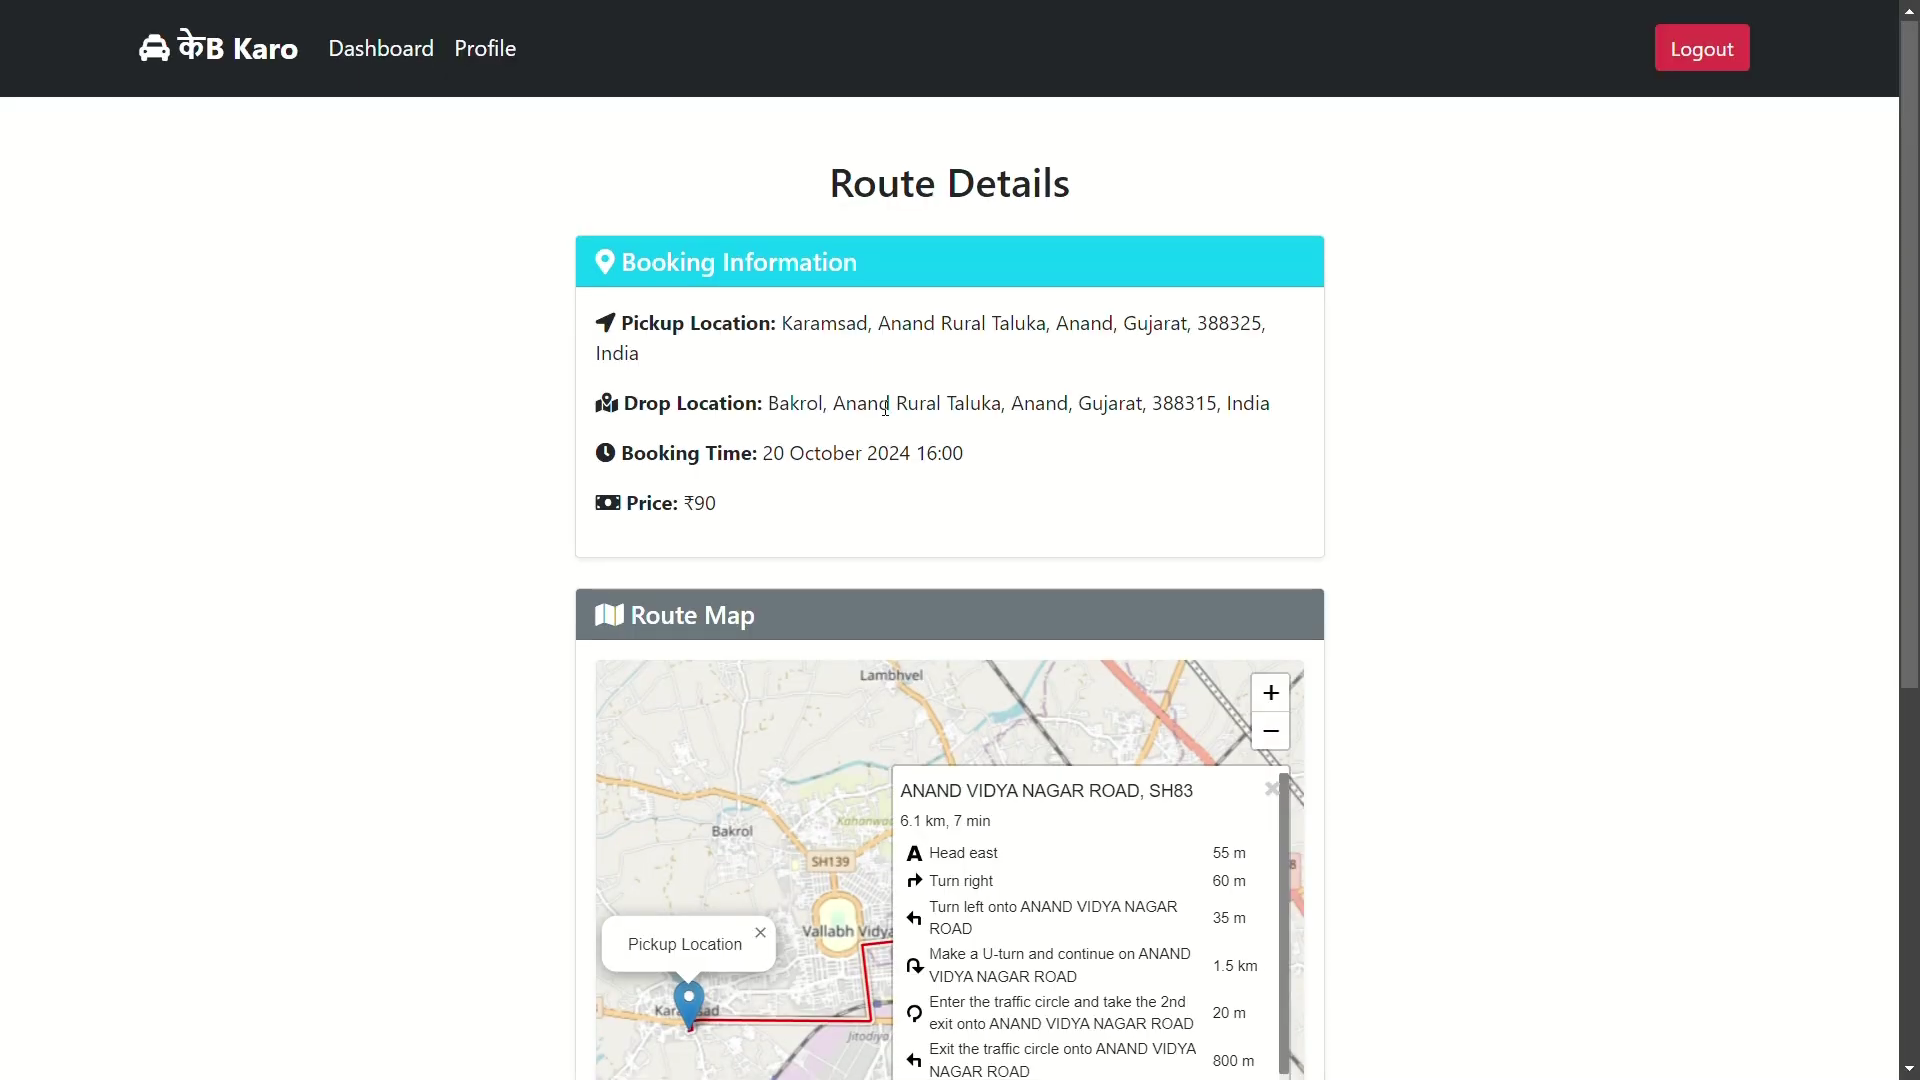 केB Karo
Dashboard
Profile
Logout
Route Details
Booking Information
Pickup Location: Karamsad, Anand Rural Taluka, Anand, Gujarat, 388325,
India
Drop Location: Bakrol, Anand Rural Taluka, Anand, Gujarat, 388315, India
Booking Time: 20 October 2024 16:00
Price: ₹90
Route Map
Lambhvel
+
−
Bakrol
SH139
Vallabh Vidya
Pickup Location
×
Jitodiya
ANAND VIDYA NAGAR ROAD, SH83
6.1 km, 7 min
Head east 55 m
Turn right 60 m
Turn left onto ANAND VIDYA NAGAR
ROAD 35 m
Make a U-turn and continue on ANAND
VIDYA NAGAR ROAD 1.5 km
Enter the traffic circle and take the 2nd
exit onto ANAND VIDYA NAGAR ROAD 20 m
Exit the traffic circle onto ANAND VIDYA
NAGAR ROAD 800 m